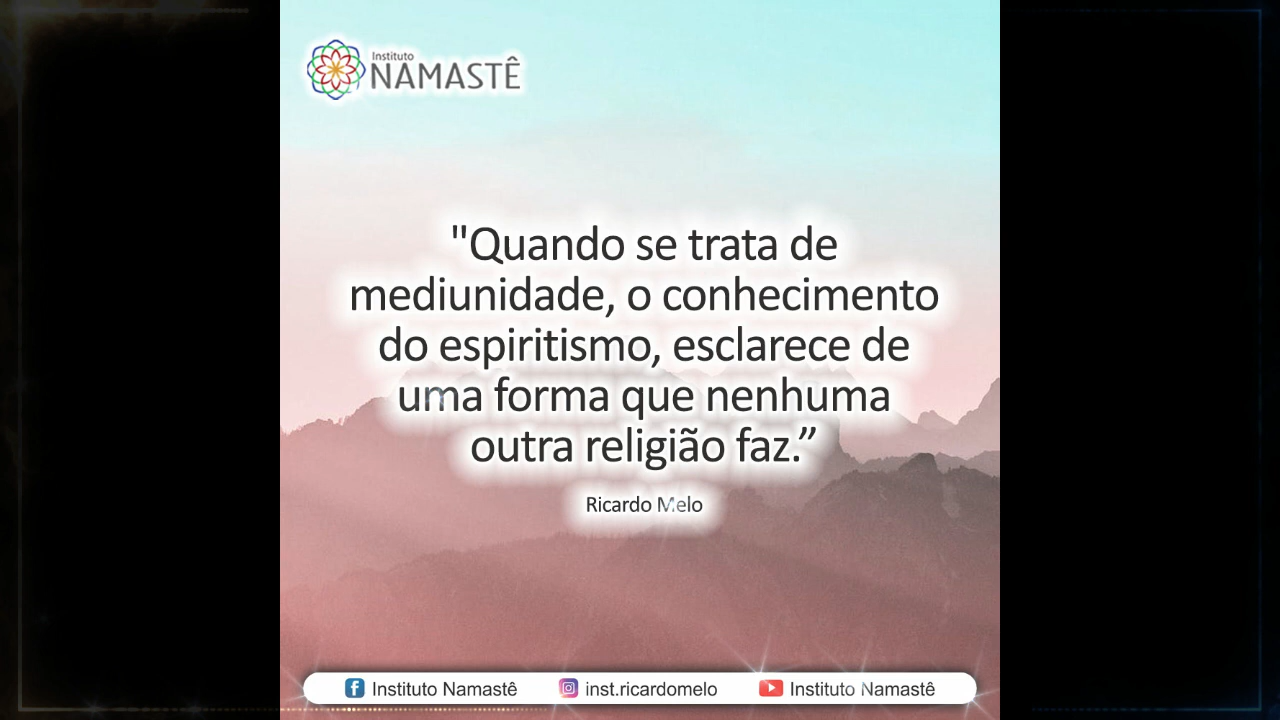 Instituto
NAMASTÊ
"Quando se trata de
mediunidade, o conhecimento
do espiritismo, esclarece de
uma forma que nenhuma
outra religião faz.”
Ricardo Melo
Instituto Namastê inst.ricardomelo Instituto Namastê